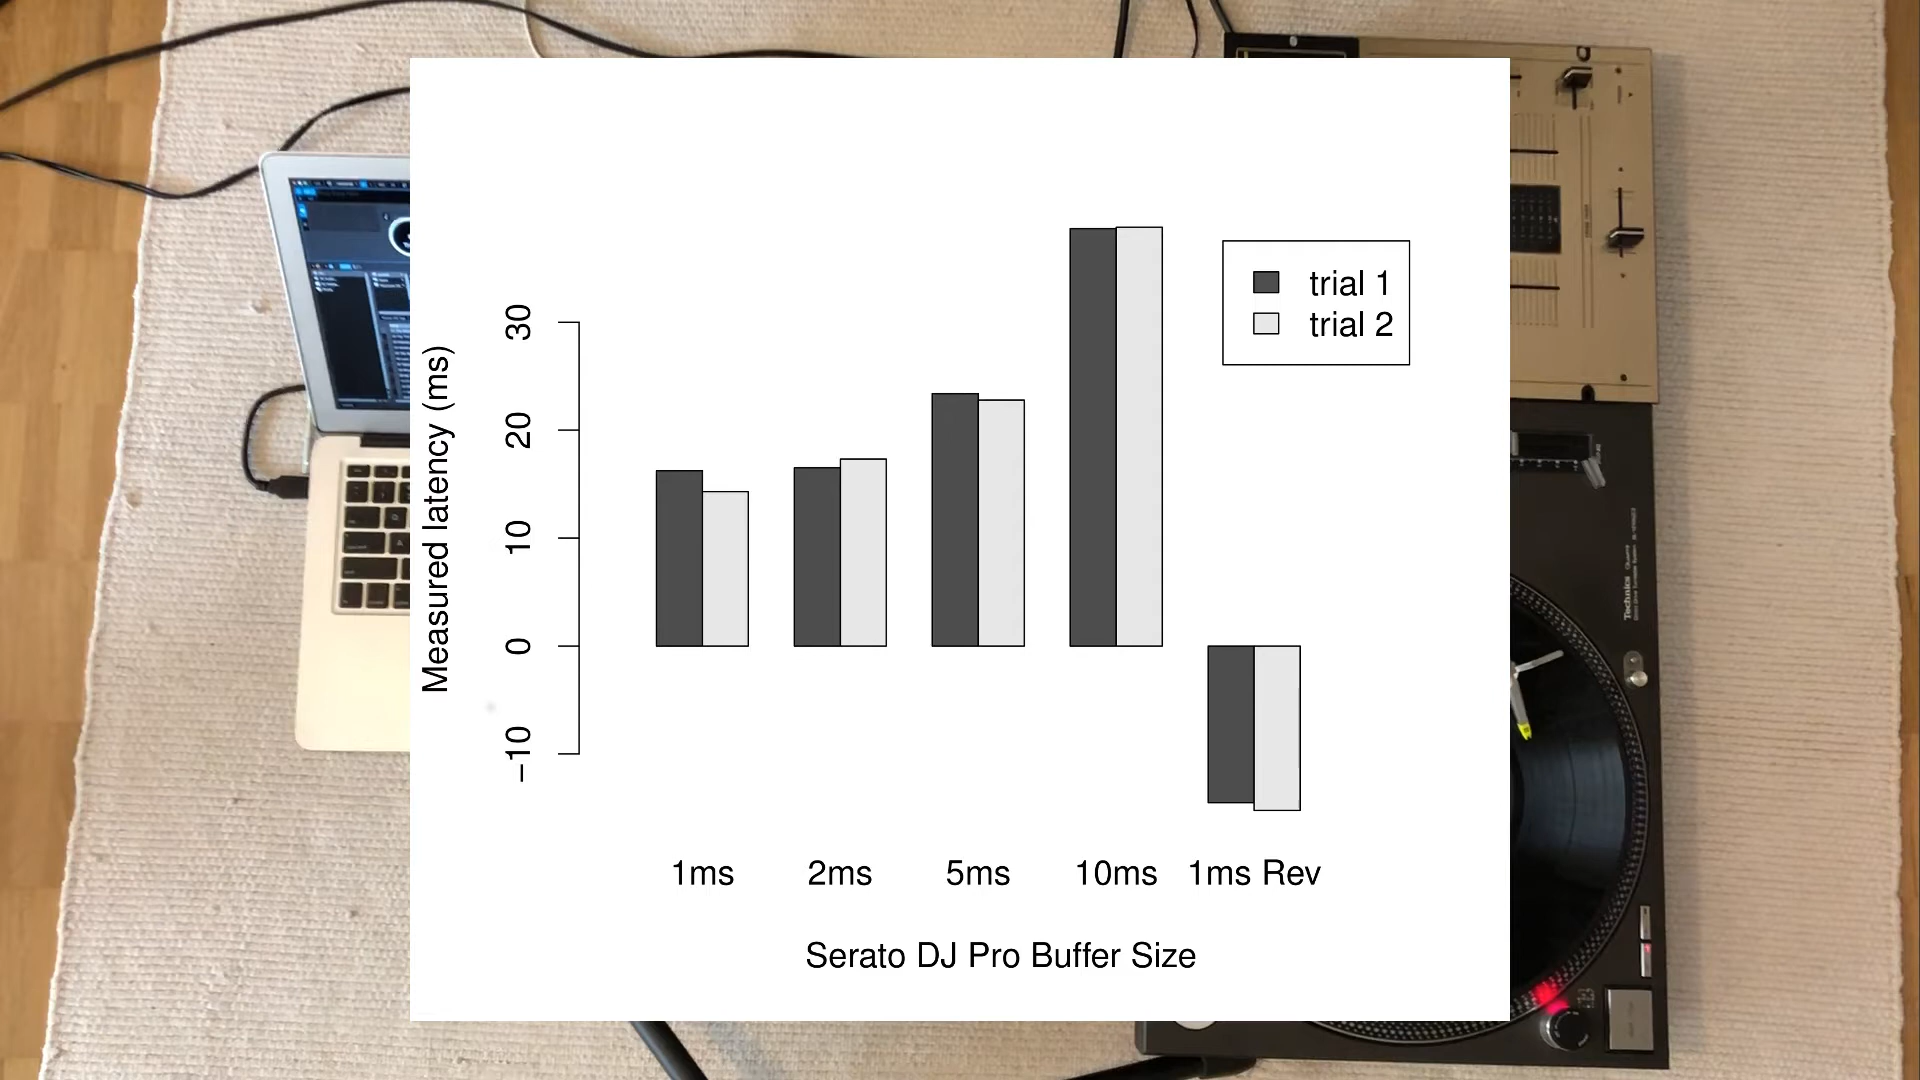 trial 1
trial 2
Measured latency (ms)
30
20
10
0
−10
1ms 2ms 5ms 10ms 1ms Rev
Serato DJ Pro Buffer Size
Technics